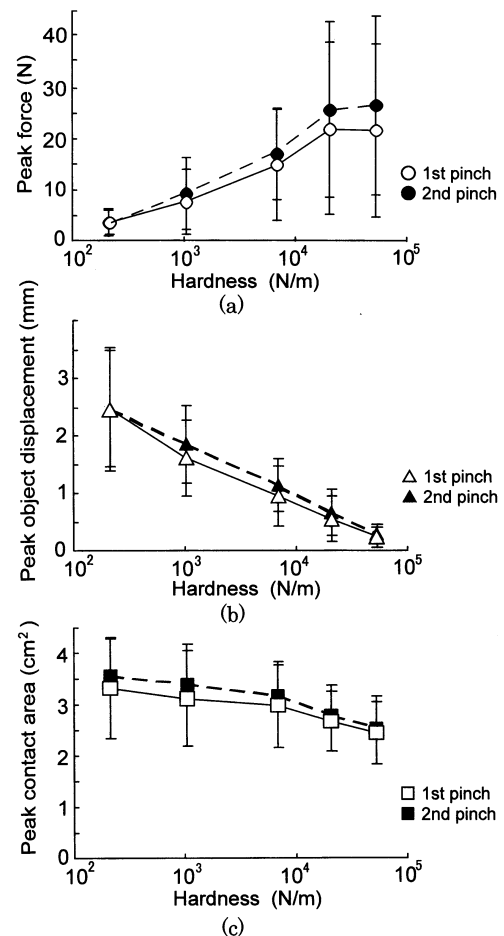 Peak force (N)
40
30
20
10
0
10² 10³ 10⁴ 10⁵
Hardness (N/m)
(a)
1st pinch
2nd pinch
Peak object displacement (mm)
3
2
1
0
10² 10³ 10⁴ 10⁵
Hardness (N/m)
(b)
1st pinch
2nd pinch
Peak contact area (cm²)
4
3
2
1
0
10² 10³ 10⁴ 10⁵
Hardness (N/m)
(c)
1st pinch
2nd pinch